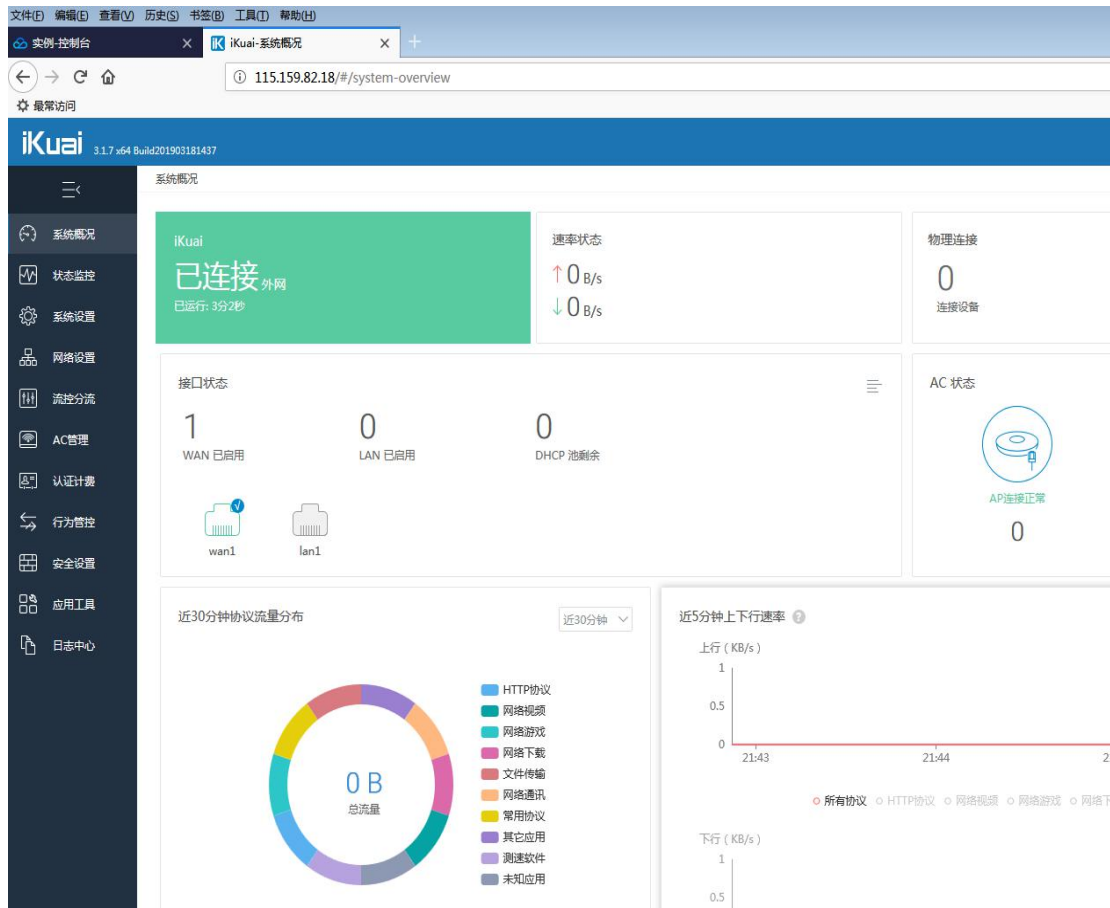 文件(F) 编辑(E) 查看(V) 历史(S) 书签(B) 工具(T) 帮助(H)
实例-控制台
iKuai-系统概况
115.159.82.18/#/system-overview
最常访问
iKuai 3.1.7 x64 Build201903181437
系统概况
系统概况
状态监控
系统设置
网络设置
流控分流
AC管理
认证计费
行为管控
安全设置
应用工具
日志中心
iKuai
已连接 外网
已运行: 3分2秒
速率状态
↑0 B/s
↓0 B/s
物理连接
0
连接设备
接口状态
1
WAN 已启用
0
LAN 已启用
0
DHCP 池剩余
wan1
lan1
AC 状态
AP连接正常
0
近30分钟协议流量分布
近30分钟
0 B
总流量
HTTP协议
网络视频
网络游戏
网络下载
文件传输
网络通讯
常用协议
其它应用
测速软件
未知应用
近5分钟上下行速率 ?
上行 ( KB/s )
1
0.5
0
21:43
21:44
2
所有协议 HTTP协议 网络视频 网络游戏 网络下
下行 ( KB/s )
1
0.5